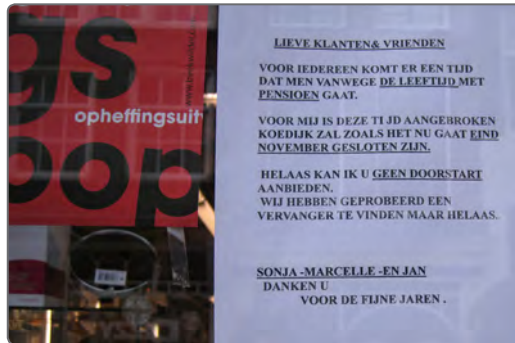 gs
opheffingsuit
oop
LIEVE KLANTEN& VRIENDEN
VOOR IEDEREEN KOMT ER EEN TIJD
DAT MEN VANWEGE DE LEEFTIJD MET
PENSIOEN GAAT.
VOOR MIJ IS DEZE TI JD AANGEBROKEN
KOEDIJK ZAL ZOALS HET NU GAAT EIND
NOVEMBER GESLOTEN ZIJN.
HELAAS KAN IK U GEEN DOORSTART
AANBIEDEN.
WIJ HEBBEN GEPROBEERD EEN
VERVANGER TE VINDEN MAAR HELAAS.
SONJA -MARCELLE -EN JAN
DANKEN U
VOOR DE FIJNE JAREN .